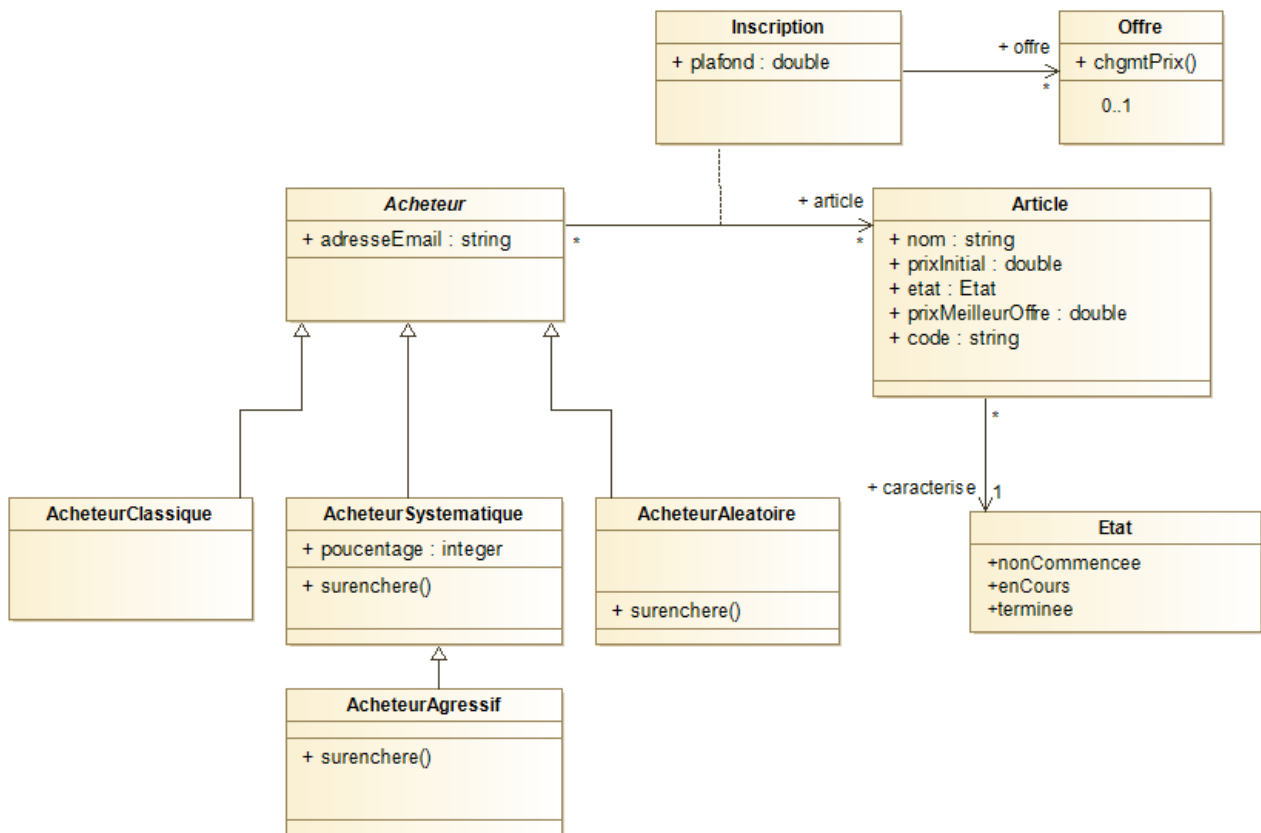 Inscription
+ plafond : double
+ offre
*
Offre
+ chgmtPrix()
0..1
Acheteur
+ adresseEmail : string
*
+ article
*
Article
+ nom : string
+ prixInitial : double
+ etat : Etat
+ prixMeilleurOffre : double
+ code : string
*
+ caracterise
1
AcheteurClassique
AcheteurSystematique
+ poucentage : integer
+ surenchere()
AcheteurAleatoire
+ surenchere()
Etat
+nonCommencee
+enCours
+terminee
AcheteurAgressif
+ surenchere()